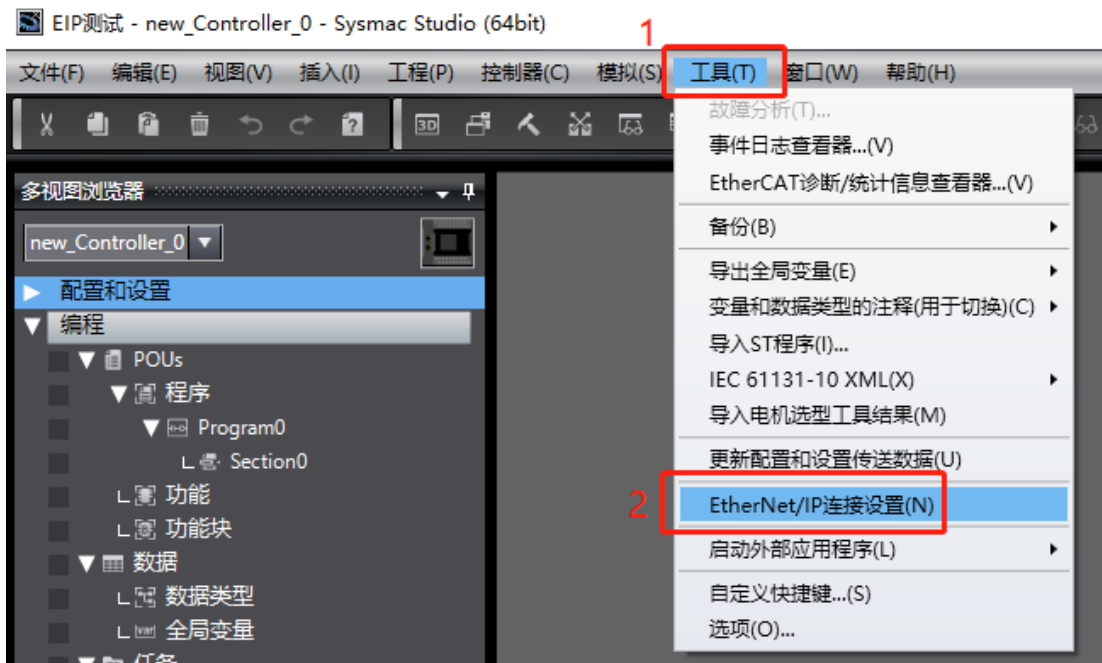 EIP测试 - new_Controller_0 - Sysmac Studio (64bit)
1
文件(F) 编辑(E) 视图(V) 插入(I) 工程(P) 控制器(C) 模拟(S) 工具(T) 窗口(W) 帮助(H)
3D
故障分析(T)...
事件日志查看器...(V)
EtherCAT诊断/统计信息查看器...(V)
备份(B)
导出全局变量(E)
变量和数据类型的注释(用于切换)(C)
导入ST程序(I)...
IEC 61131-10 XML(X)
导入电机选型工具结果(M)
更新配置和设置传送数据(U)
2
EtherNet/IP连接设置(N)
启动外部应用程序(L)
自定义快捷键...(S)
选项(O)...
多视图浏览器
new_Controller_0
配置和设置
编程
POUs
程序
Program0
Section0
功能
功能块
数据
数据类型
全局变量
任务